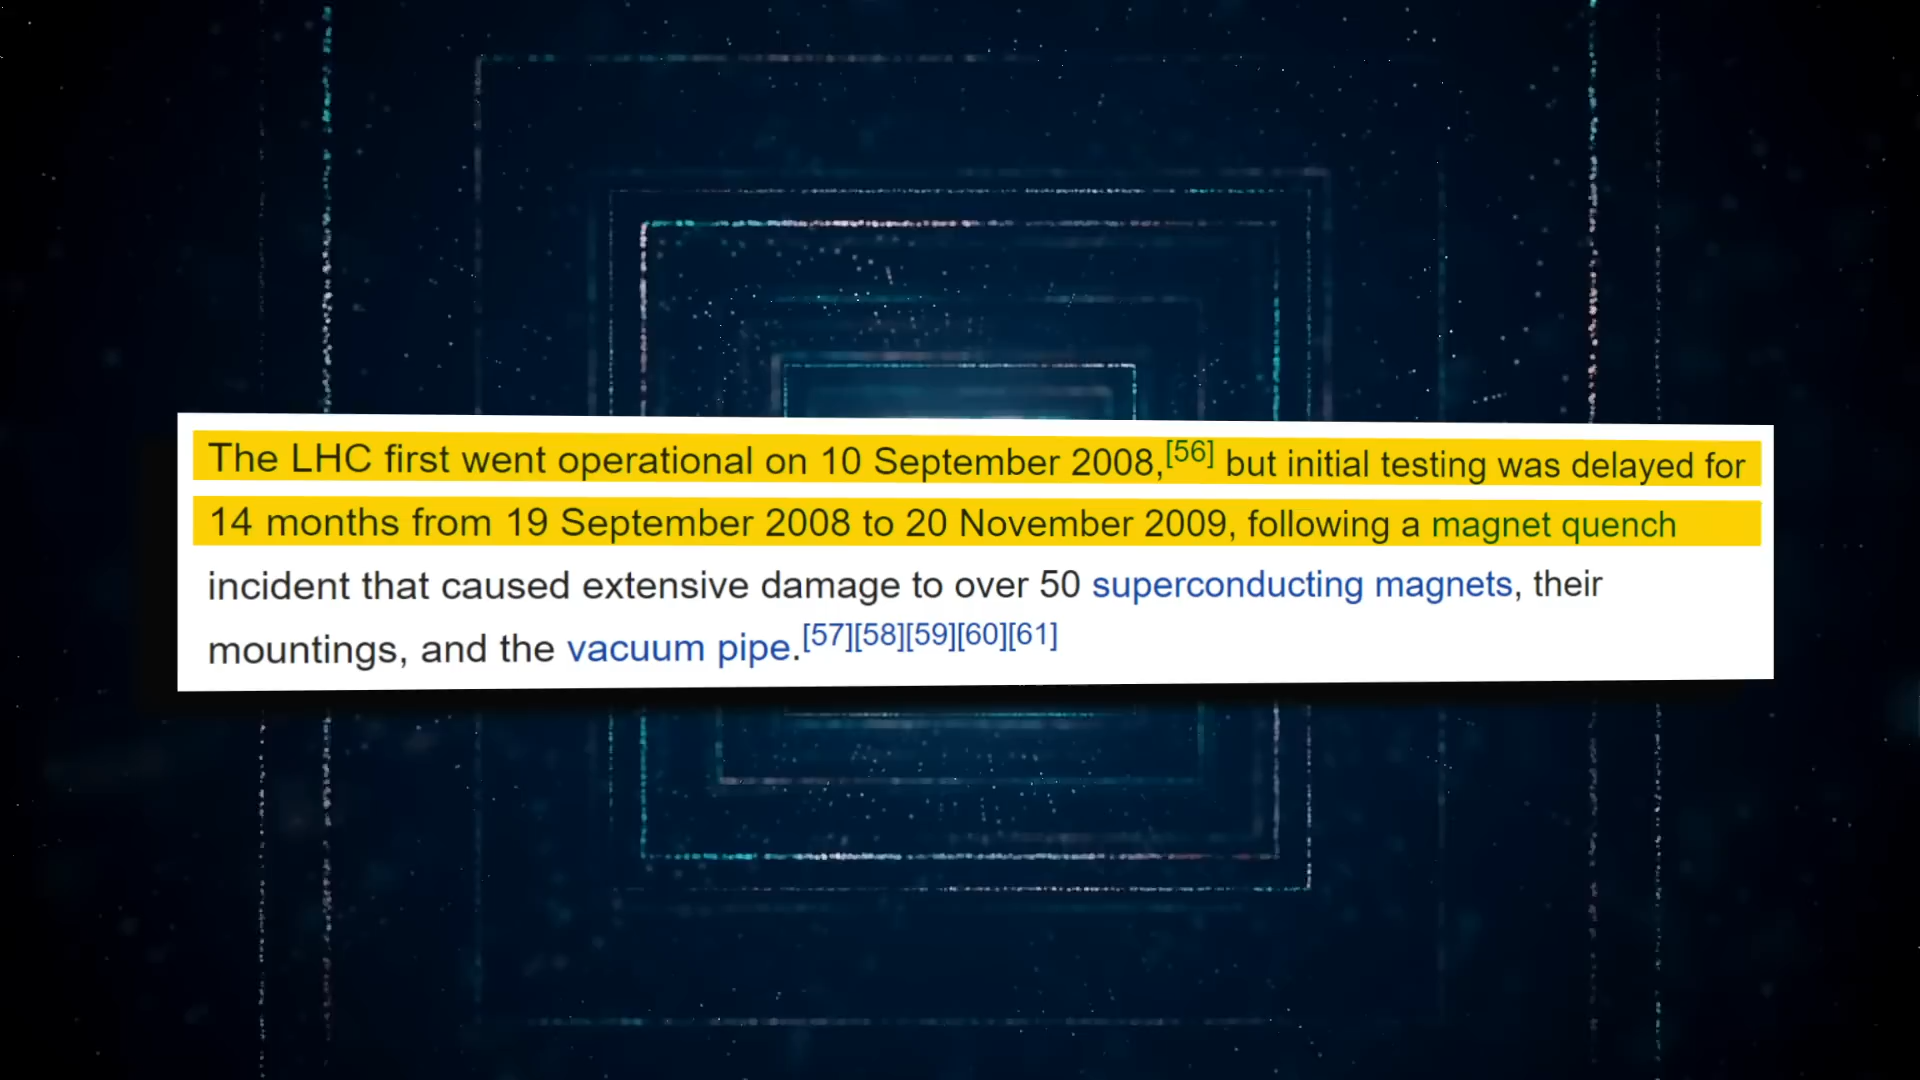 The LHC first went operational on 10 September 2008,[56] but initial testing was delayed for
14 months from 19 September 2008 to 20 November 2009, following a magnet quench
incident that caused extensive damage to over 50 superconducting magnets, their
mountings, and the vacuum pipe.[57][58][59][60][61]